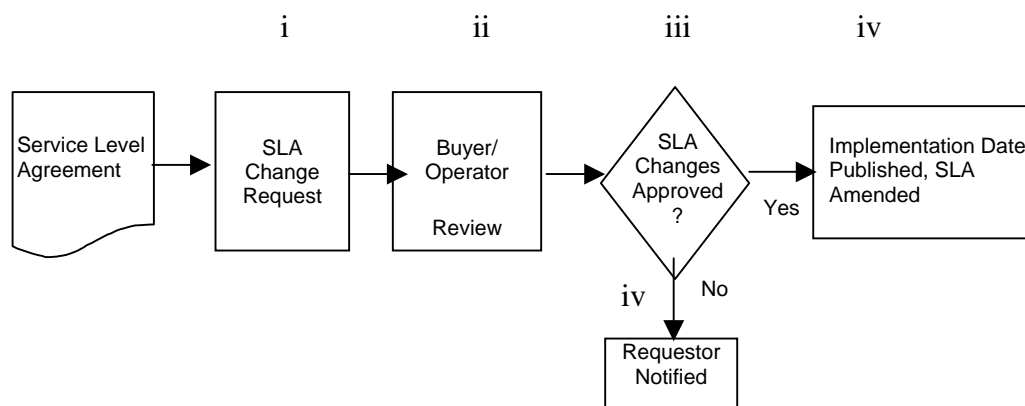 i
ii
iii
iv
Service Level
Agreement
SLA
Change
Request
Buyer/
Operator
Review
SLA
Changes
Approved
?
Yes
Implementation Date
Published, SLA
Amended
iv
No
Requestor
Notified